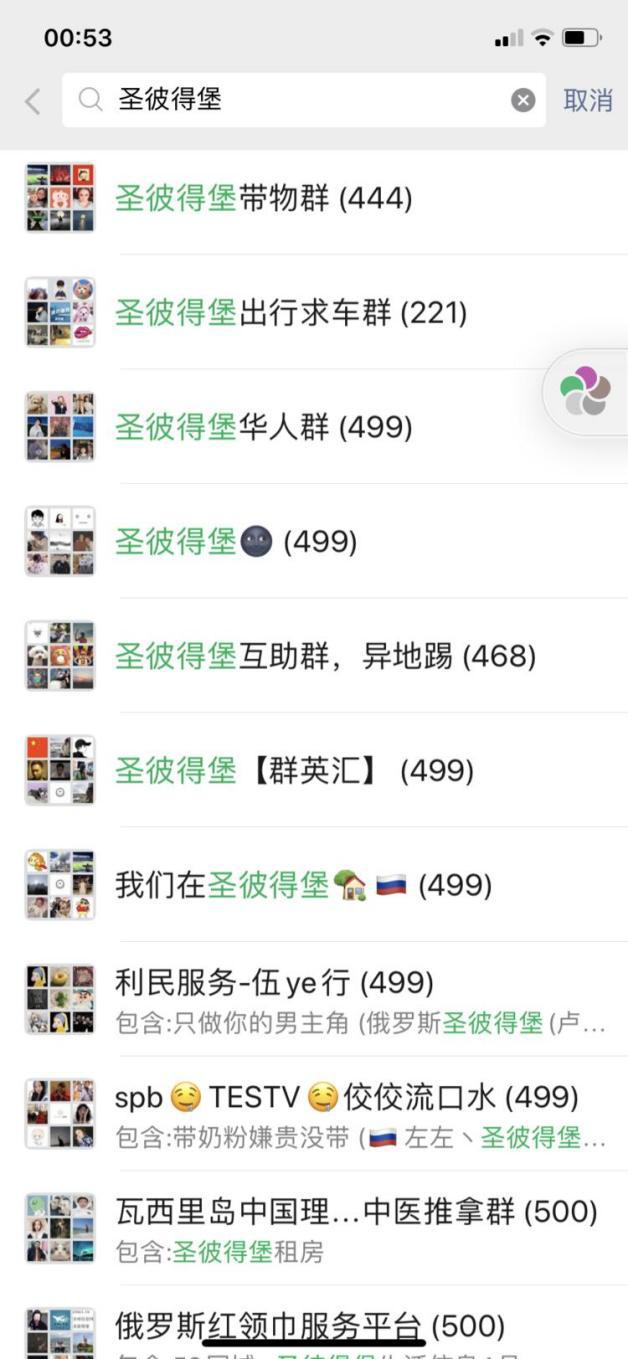 00:53
圣彼得堡
取消
圣彼得堡带物群 (444)
圣彼得堡出行求车群 (221)
圣彼得堡华人群 (499)
圣彼得堡🌚 (499)
圣彼得堡互助群，异地踢 (468)
圣彼得堡【群英汇】 (499)
我们在圣彼得堡🏡🇷🇺 (499)
利民服务-伍ye行 (499)
包含:只做你的男主角 (俄罗斯圣彼得堡 (卢...
spb🤤TESTV🤤佼佼流口水 (499)
包含:带奶粉嫌贵没带 (🇷🇺 左左丶圣彼得堡...
瓦西里岛中国理...中医推拿群 (500)
包含:圣彼得堡租房
俄罗斯红领巾服务平台 (500)